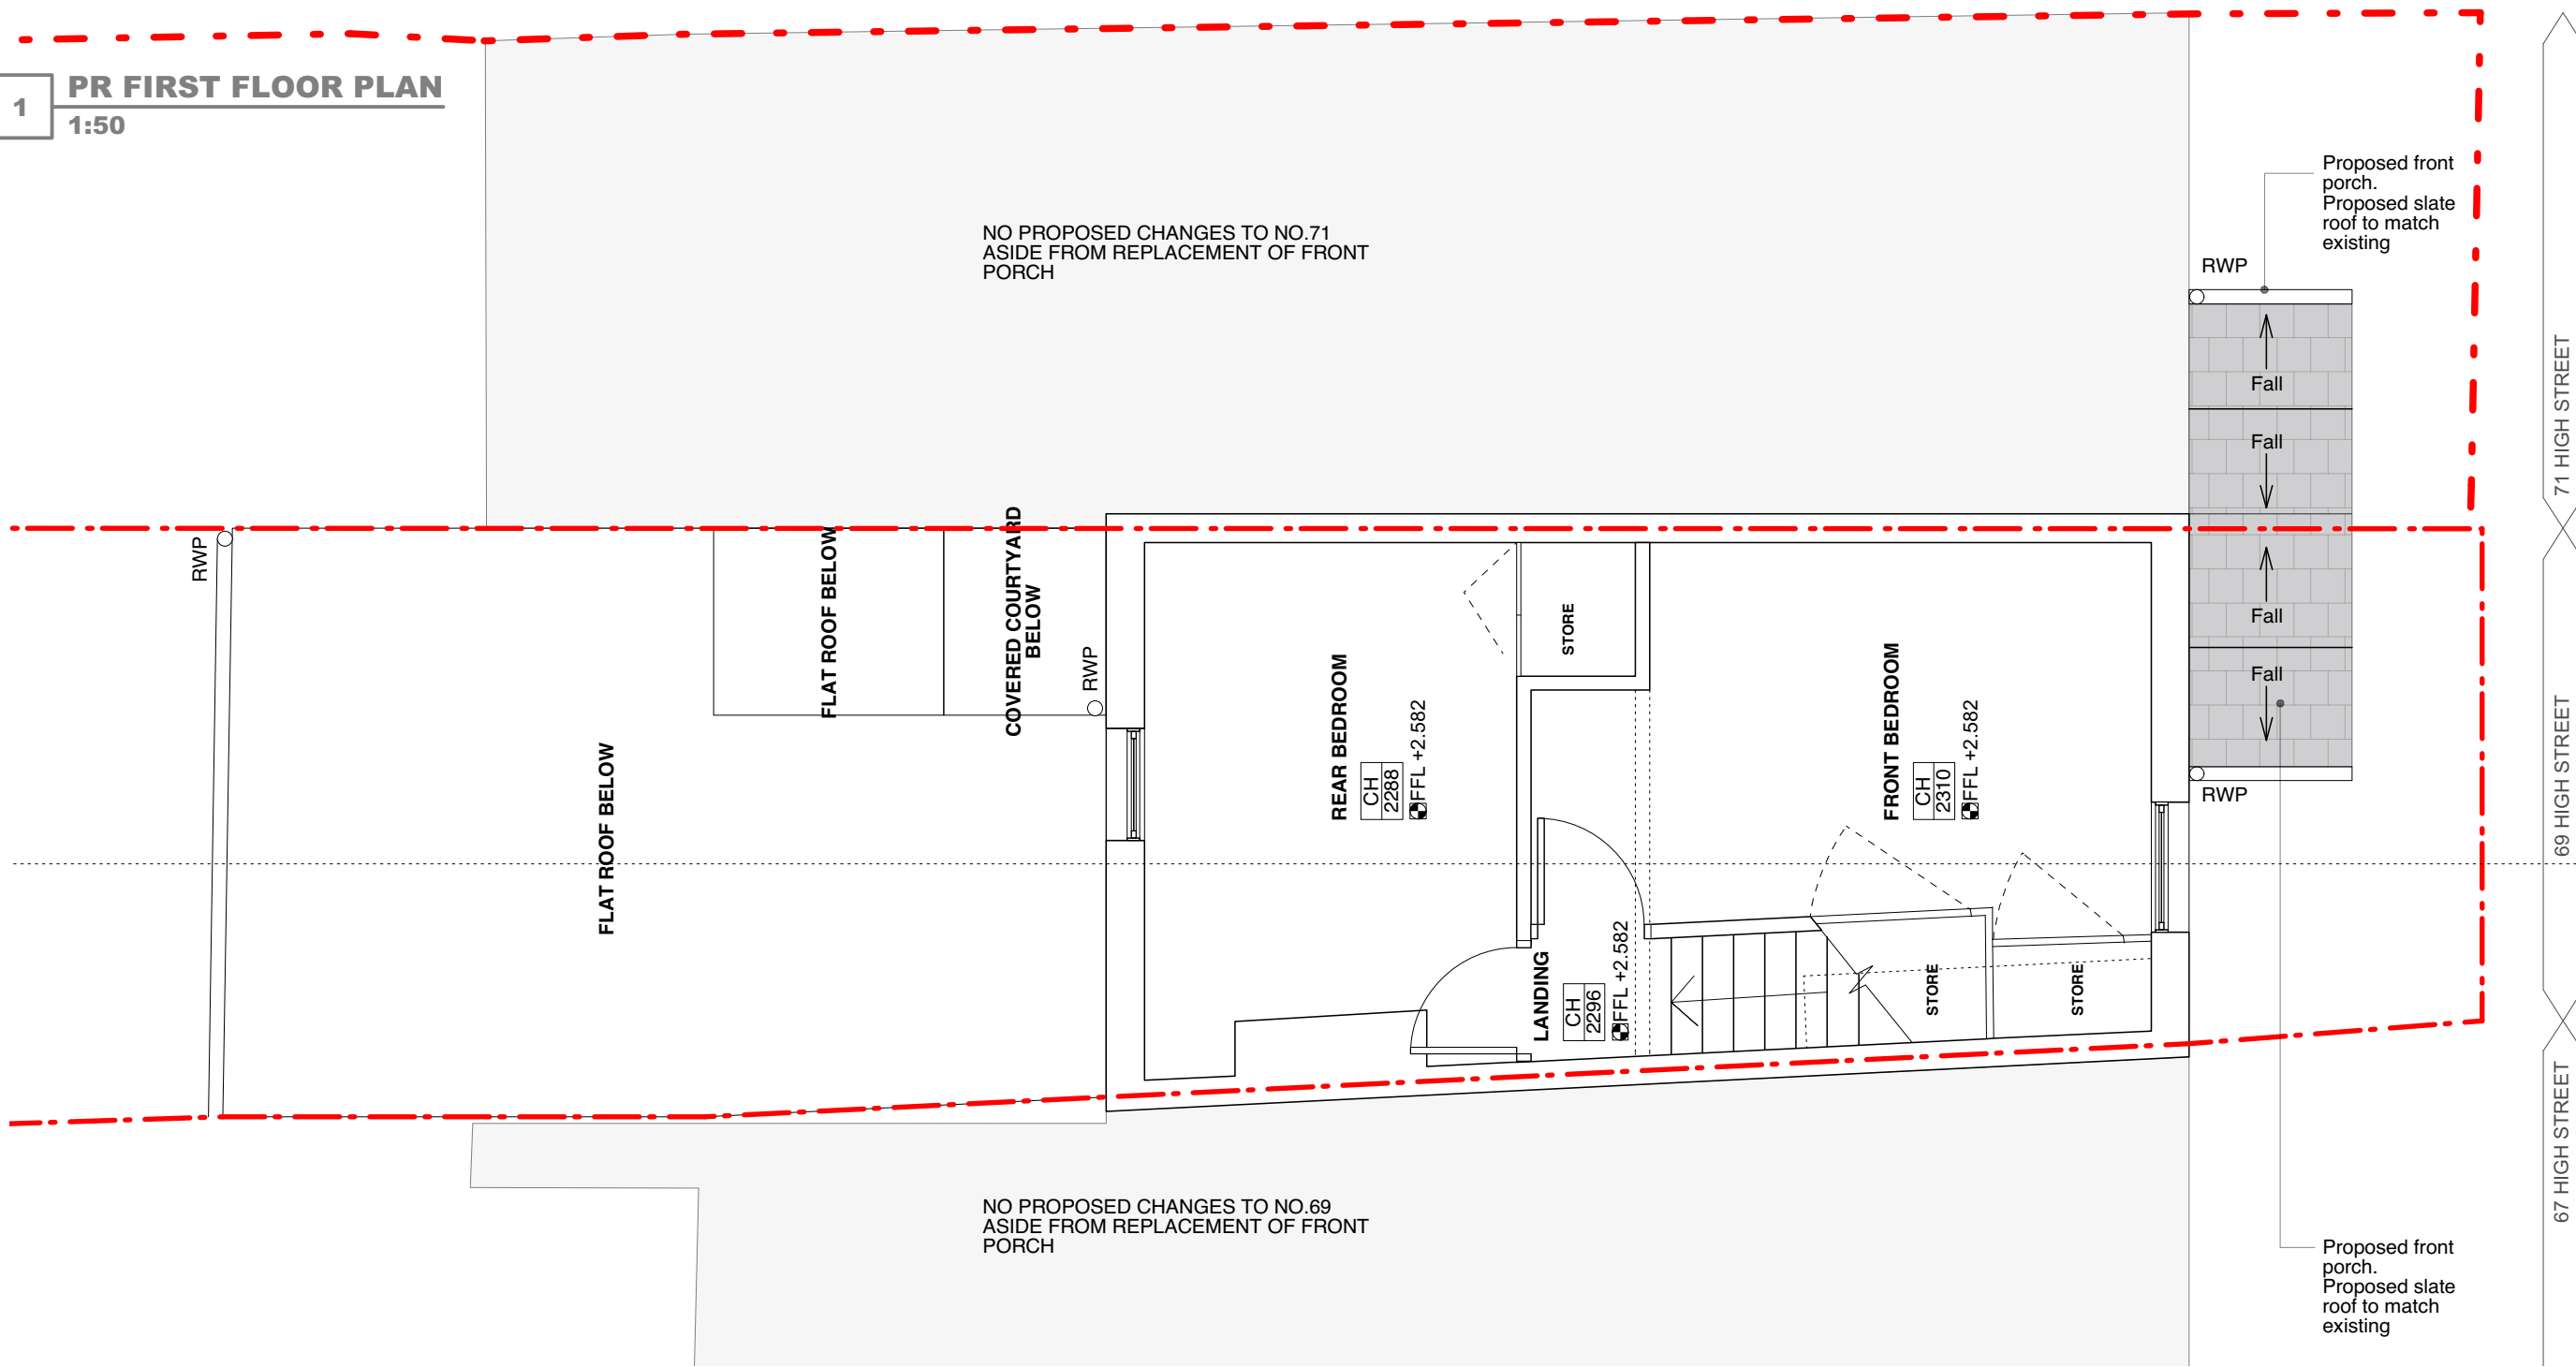 1
PR FIRST FLOOR PLAN
1:50
Proposed front
porch.
Proposed slate
roof to match
existing
NO PROPOSED CHANGES TO NO.71
ASIDE FROM REPLACEMENT OF FRONT
PORCH
RWP
Fall
Fall
71 HIGH STREET
RWP
FLAT ROOF BELOW
COVERED COURTYARD
BELOW
RWP
FLAT ROOF BELOW
REAR BEDROOM
CH
2288
FFL +2.582
STORE
FRONT BEDROOM
CH
2310
FFL +2.582
Fall
Fall
RWP
69 HIGH STREET
LANDING
CH
2296
FFL +2.582
STORE
STORE
NO PROPOSED CHANGES TO NO.69
ASIDE FROM REPLACEMENT OF FRONT
PORCH
67 HIGH STREET
Proposed front
porch.
Proposed slate
roof to match
existing